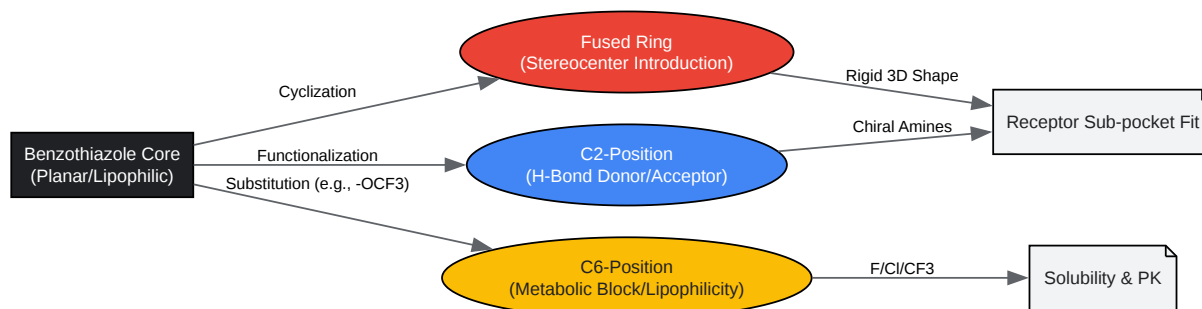 Fused Ring
(Stereocenter Introduction)
Rigid 3D Shape
Cyclization
Receptor Sub-pocket Fit
Chiral Amines
Benzothiazole Core
(Planar/Lipophilic)
Functionalization
C2-Position
(H-Bond Donor/Acceptor)
Substitution (e.g., -OCF3)
C6-Position
(Metabolic Block/Lipophilicity)
F/Cl/CF3
Solubility & PK